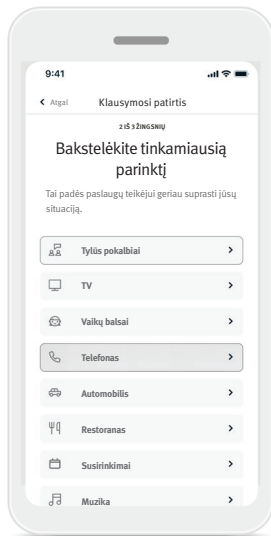 9:41
Atgal Klausymosi patirtis
2 IŠ 3 ŽINGSNIŲ
Bakstelėkite tinkamiausią
parinktį
Tai padės paslaugų teikėjui geriau suprasti jūsų
situaciją.
Tylūs pokalbiai
TV
Vaikų balsai
Telefonas
Automobilis
Restoranas
Susirinkimai
Muzika